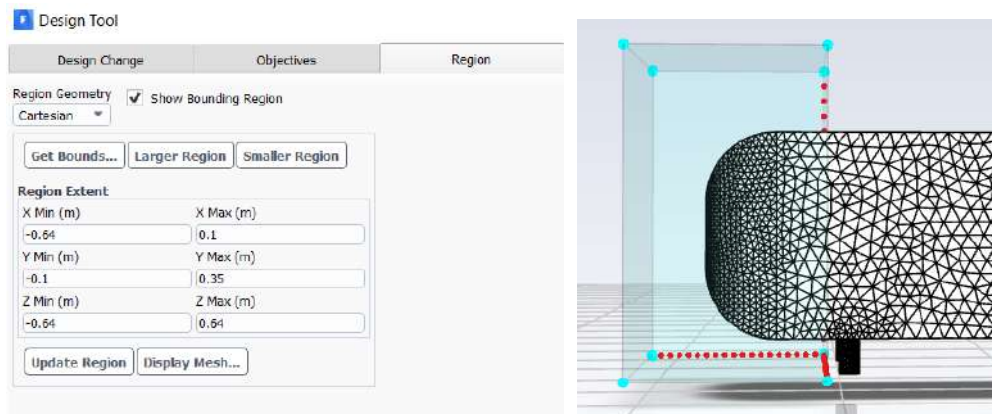 Design Tool
Design Change Objectives Region
Region Geometry Show Bounding Region
Cartesian
Get Bounds... Larger Region Smaller Region
Region Extent
X Min (m) X Max (m)
-0.64 0.1
Y Min (m) Y Max (m)
-0.1 0.35
Z Min (m) Z Max (m)
-0.64 0.64
Update Region Display Mesh...